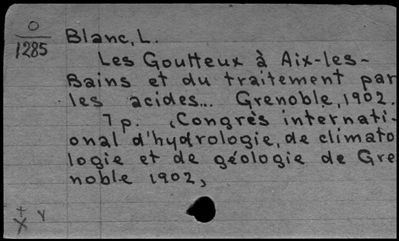 O
1285
Blanc, L.
Les Goutteux à Aix-les-
Bains et du traitement par
les acides... Grenoble, 1902.
7 p. (Congrès internati-
onal d'hydrologie, de climato
logie et de géologie de Gre
noble 1902,
+
X Y